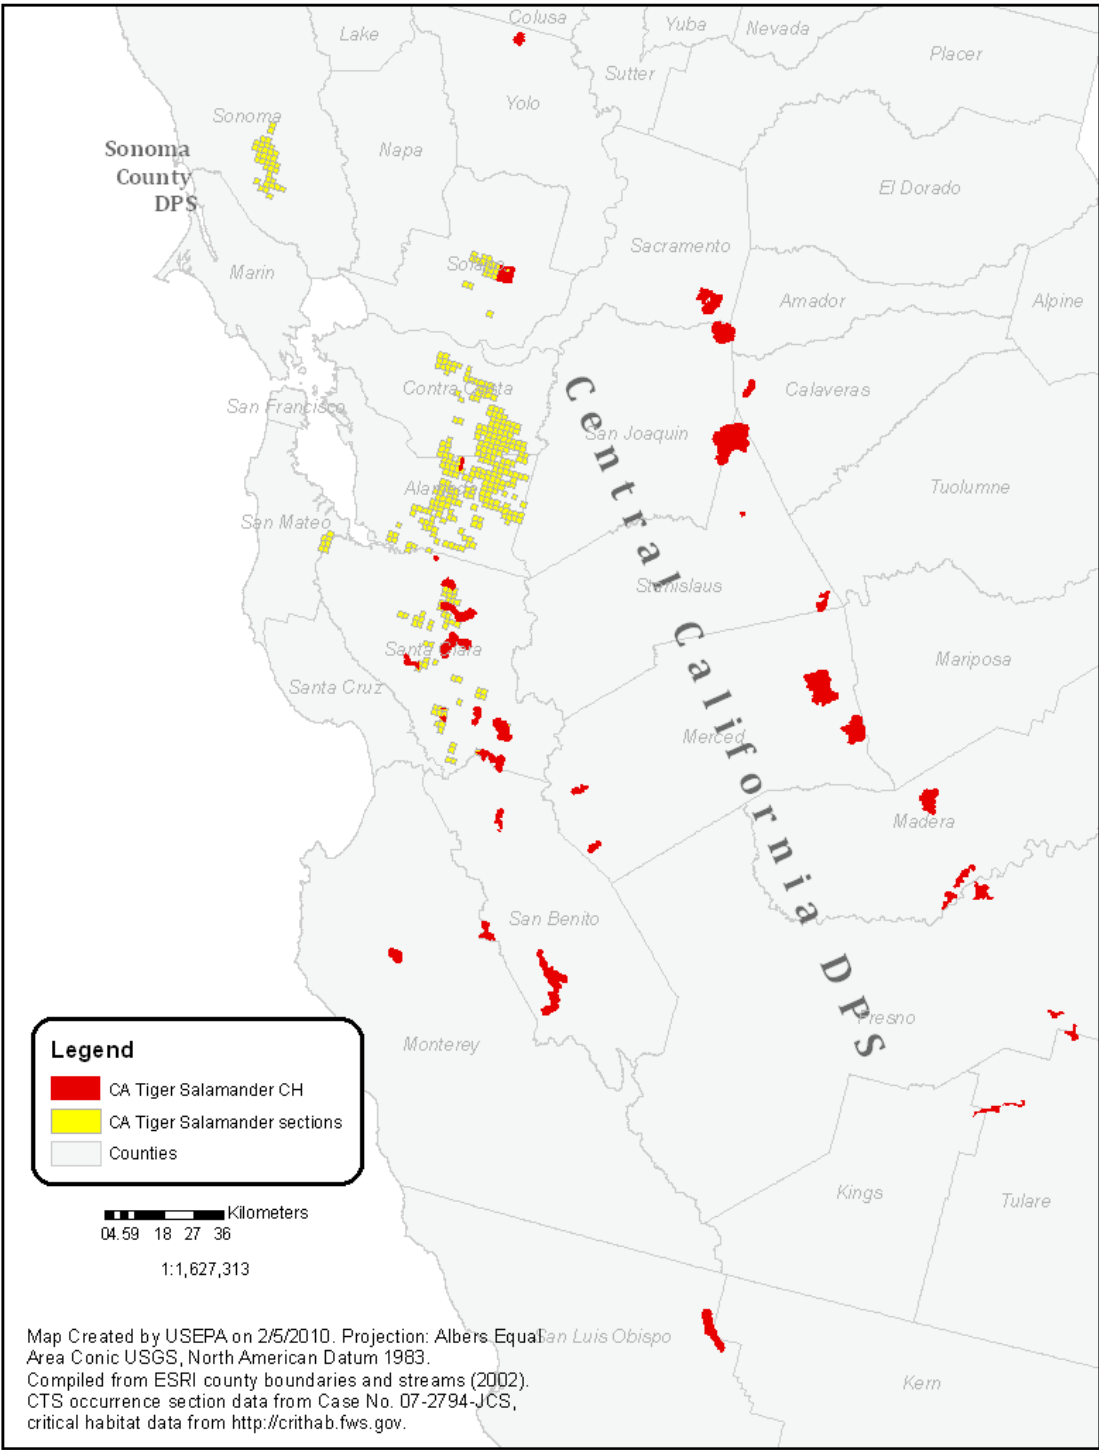 Colusa
Lake
Yuba
Nevada
Placer
Sutter
Yolo
Sonoma
Napa
Sonoma
County
DPS
El Dorado
Sacramento
Solano
Marin
Amador
Alpine
Contra Costa
Calaveras
San Francisco
San Joaquin
Alameda
Tuolumne
San Mateo
Stanislaus
Santa Clara
Mariposa
Santa Cruz
Merced
Central California DPS
Madera
San Benito
Fresno
Monterey
Legend
CA Tiger Salamander CH
CA Tiger Salamander sections
Counties
Kings
Tulare
Kilometers
04.59 18 27 36
1:1,627,313
San Luis Obispo
Kern
Map Created by USEPA on 2/5/2010. Projection: Albers Equal
Area Conic USGS, North American Datum 1983.
Compiled from ESRI county boundaries and streams (2002).
CTS occurrence section data from Case No. 07-2794-JCS,
critical habitat data from http://crithab.fws.gov.